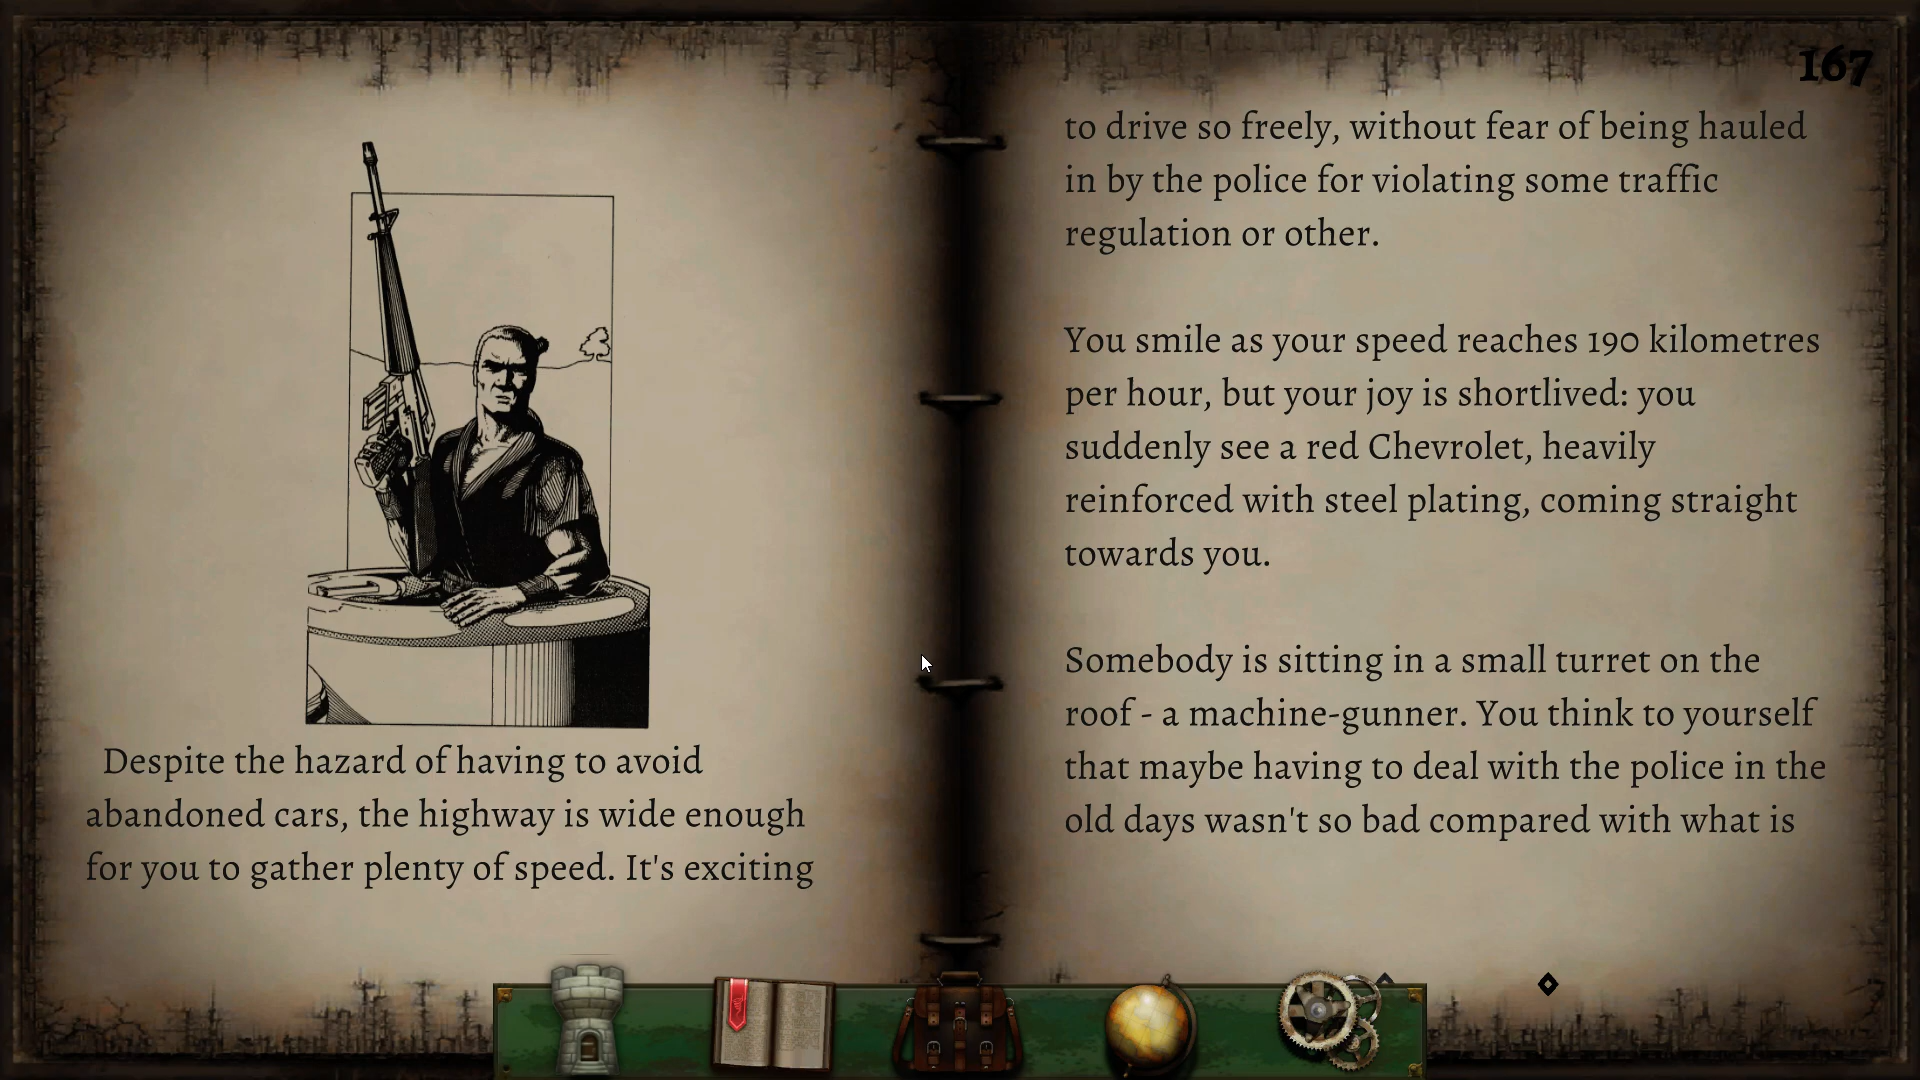 167
Despite the hazard of having to avoid
abandoned cars, the highway is wide enough
for you to gather plenty of speed. It's exciting
to drive so freely, without fear of being hauled
in by the police for violating some traffic
regulation or other.
You smile as your speed reaches 190 kilometres
per hour, but your joy is shortlived: you
suddenly see a red Chevrolet, heavily
reinforced with steel plating, coming straight
towards you.
Somebody is sitting in a small turret on the
roof - a machine-gunner. You think to yourself
that maybe having to deal with the police in the
old days wasn't so bad compared with what is